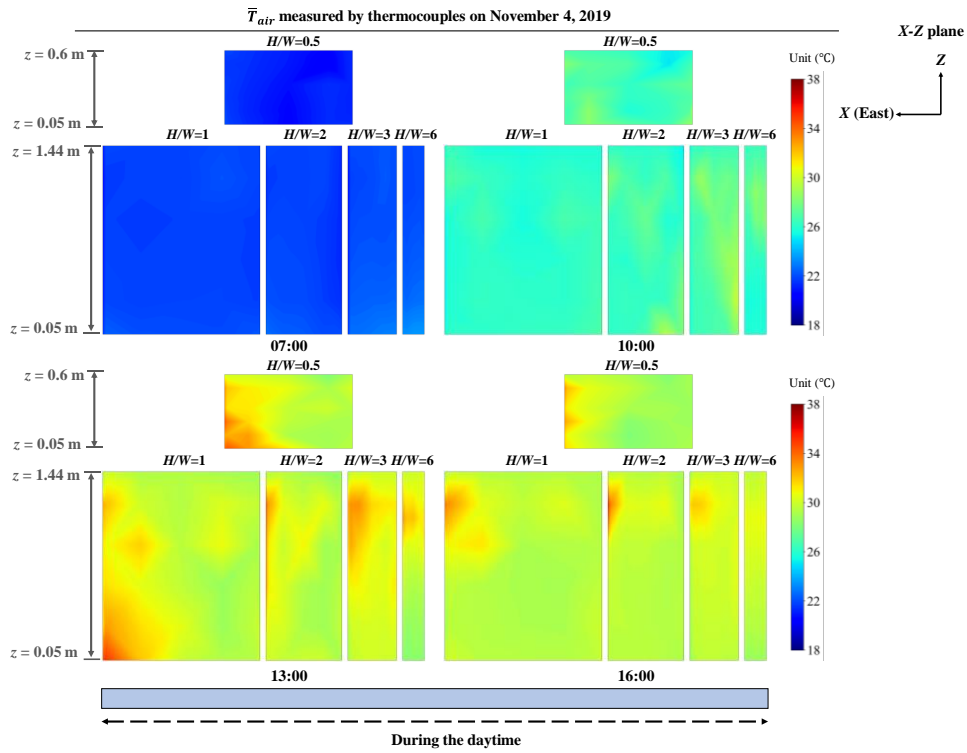 T̅air measured by thermocouples on November 4, 2019
X-Z plane
Z
X (East)
z = 0.6 m
z = 0.05 m
H/W=0.5
H/W=0.5
Unit (℃)
38
34
30
26
22
18
z = 1.44 m
z = 0.05 m
H/W=1 H/W=2 H/W=3 H/W=6
H/W=1 H/W=2 H/W=3 H/W=6
07:00 10:00
z = 0.6 m
z = 0.05 m
H/W=0.5
H/W=0.5
Unit (℃)
38
34
30
26
22
18
z = 1.44 m
z = 0.05 m
H/W=1 H/W=2 H/W=3 H/W=6
H/W=1 H/W=2 H/W=3 H/W=6
13:00 16:00
During the daytime